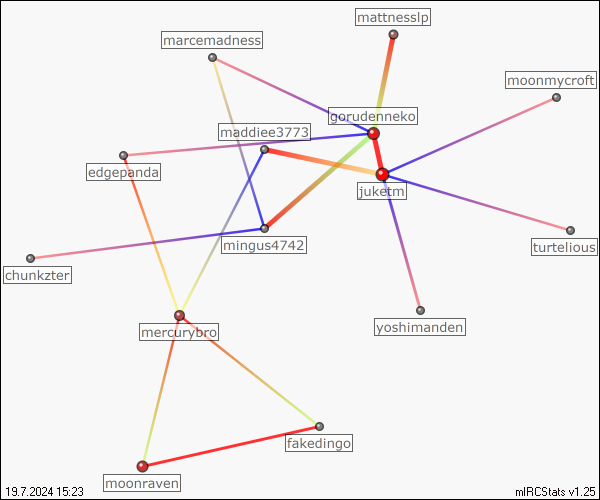 mattnesslp
marcemadness
moonmycroft
gorudenneko
maddiee3773
edgepanda
juketm
mingus4742
turtelious
chunkzter
yoshimanden
mercurybro
fakedingo
moonraven
19.7.2024 15:23
mIRCStats v1.25